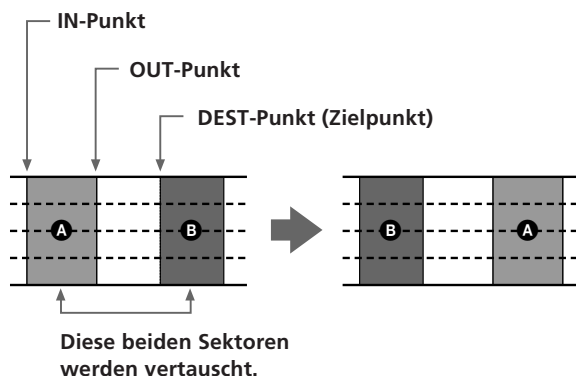 IN-Punkt
OUT-Punkt
DEST-Punkt (Zielpunkt)
A B B A
Diese beiden Sektoren
werden vertauscht.